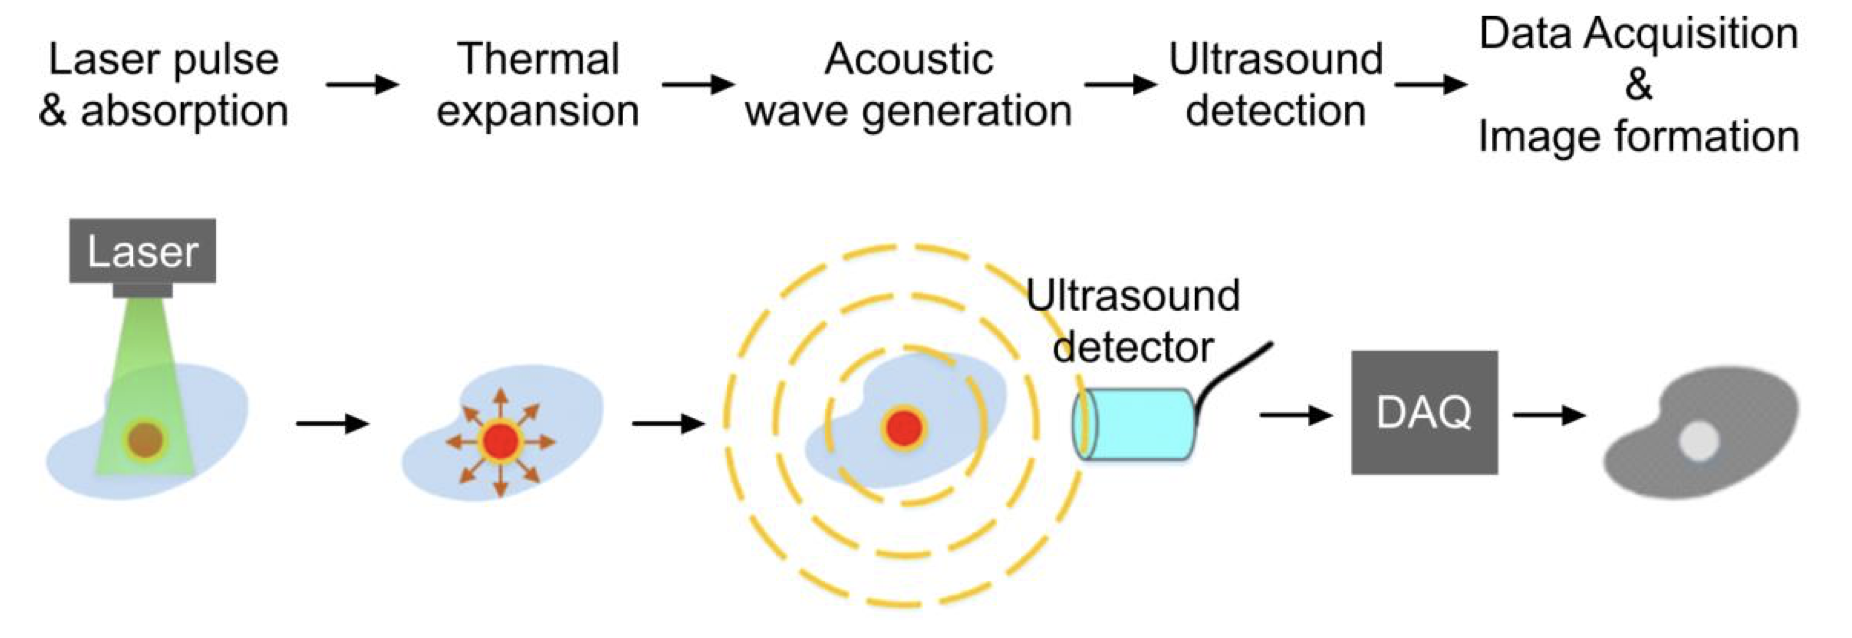 Laser pulse
& absorption
Thermal
expansion
Acoustic
wave generation
Ultrasound
detection
Data Acquisition
&
Image formation
Laser
Ultrasound
detector
DAQ